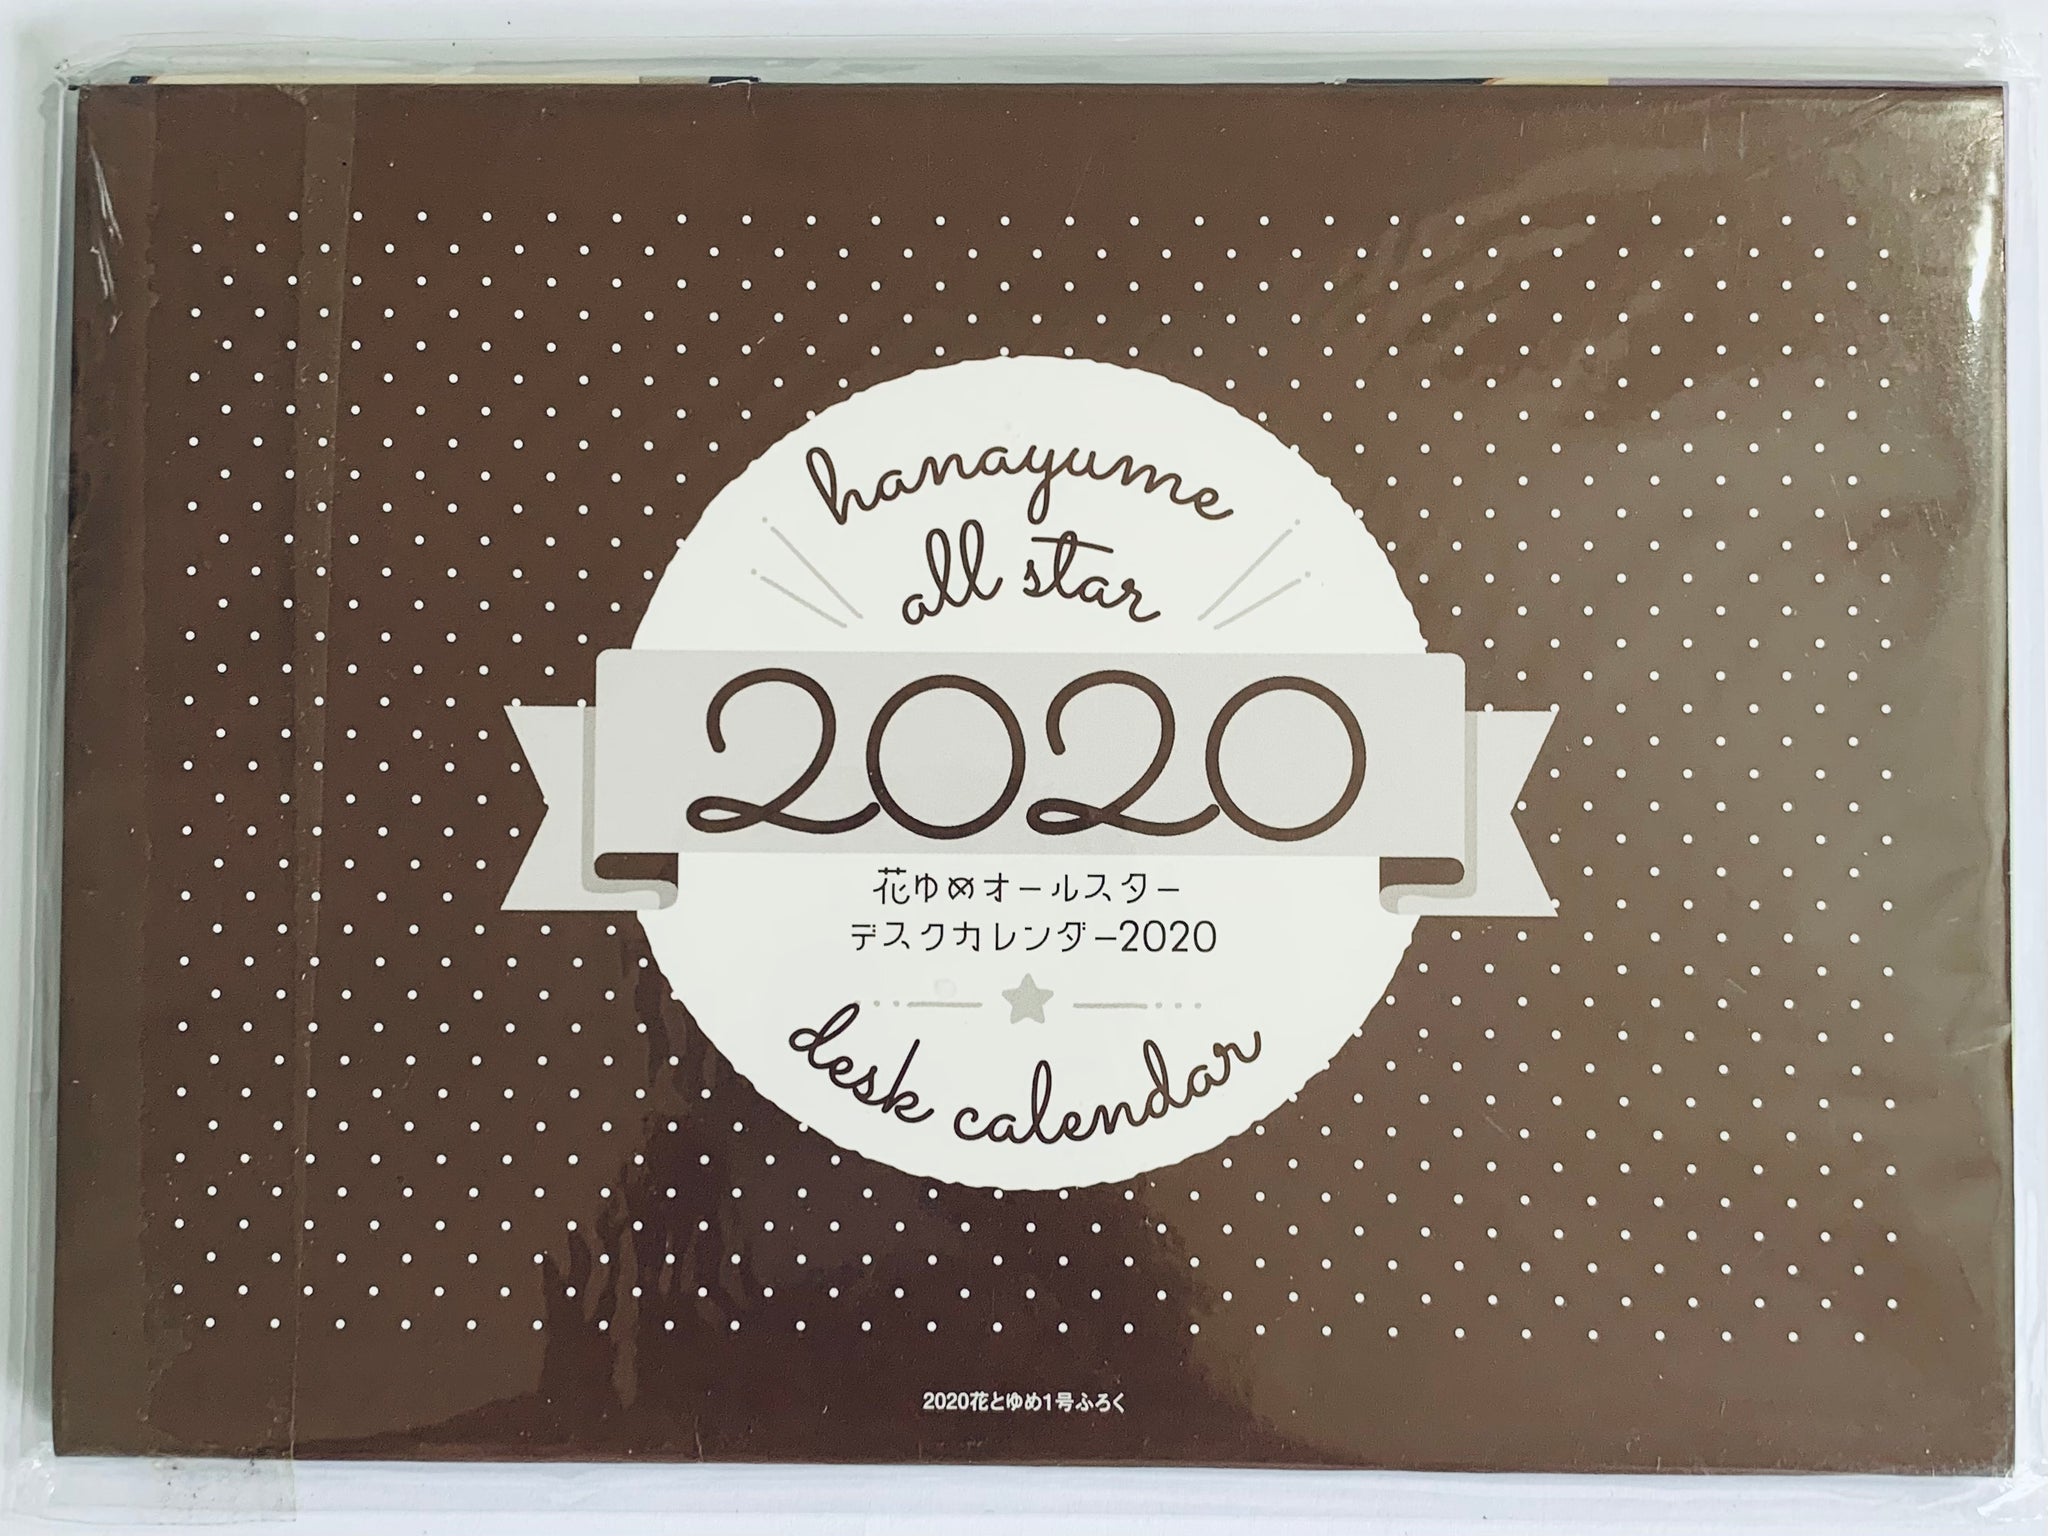 hanayume
all star
2020
花ゆめオールスター
デスクカレンダー2020
desk calendar
2020花とゆめ1号ふろく